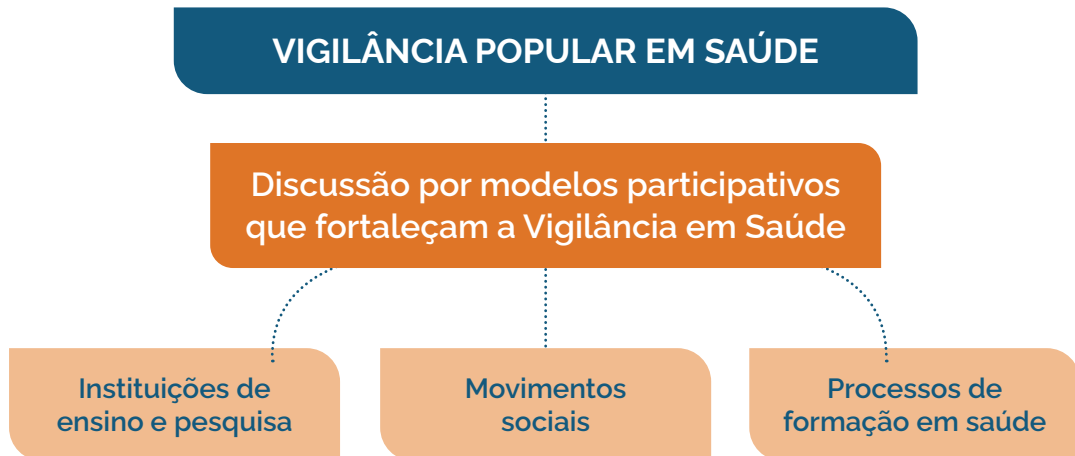 VIGILÂNCIA POPULAR EM SAÚDE
Discussão por modelos participativos
que fortaleçam a Vigilância em Saúde
Instituições de
ensino e pesquisa
Movimentos
sociais
Processos de
formação em saúde